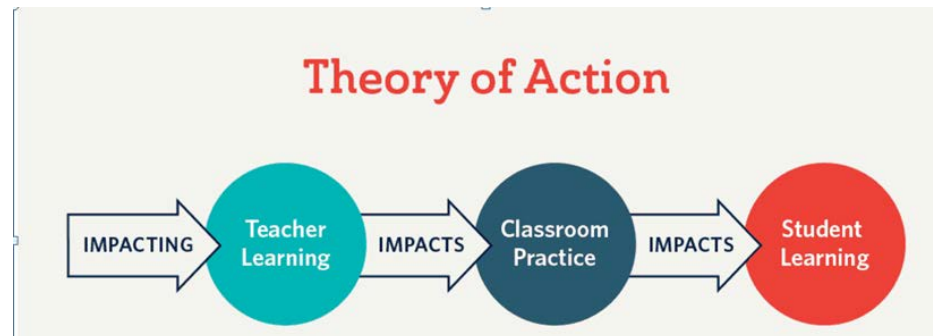 Theory of Action
IMPACTING
Teacher
Learning
IMPACTS
Classroom
Practice
IMPACTS
Student
Learning